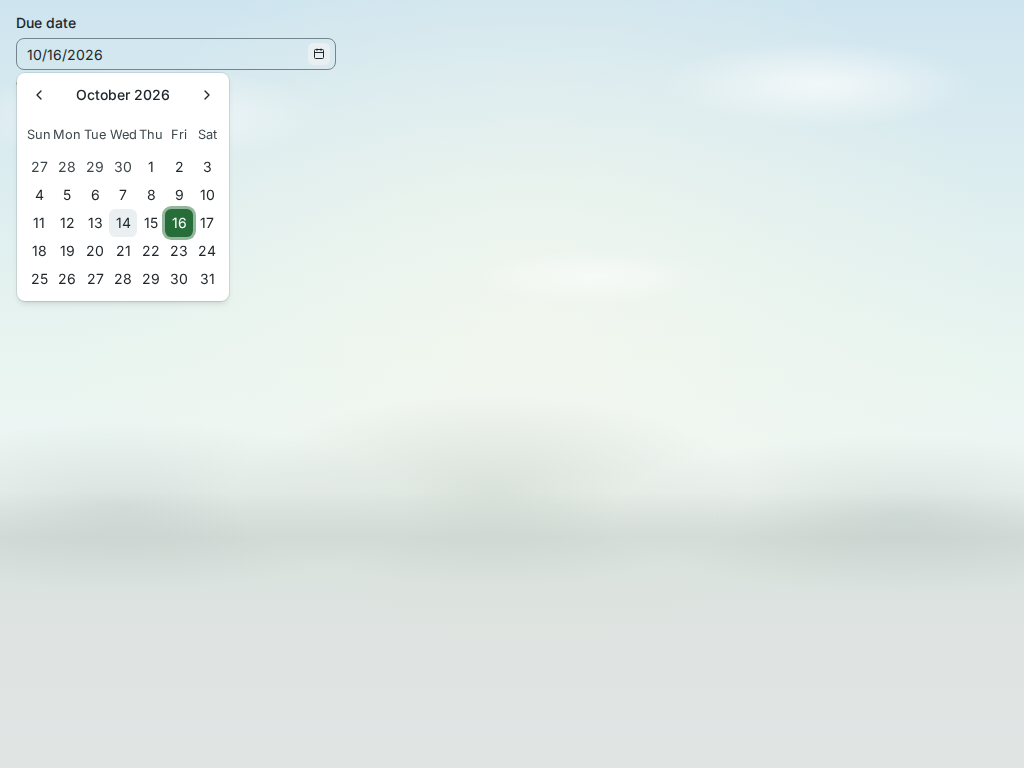 Due date
10/16/2026
October 2026
Sun Mon Tue Wed Thu Fri Sat
27 28 29 30 1 2 3
4 5 6 7 8 9 10
11 12 13 14 15 16 17
18 19 20 21 22 23 24
25 26 27 28 29 30 31